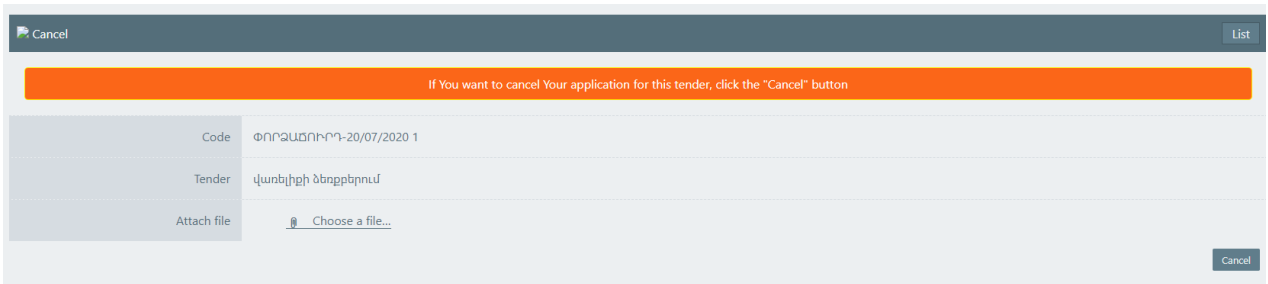 Cancel
List
If You want to cancel Your application for this tender, click the "Cancel" button
Code ՓՈՐՁԱՃՈՒՐԴ-20/07/2020 1
Tender վառելիքի ձեռքբերում
Attach file Choose a file...
Cancel